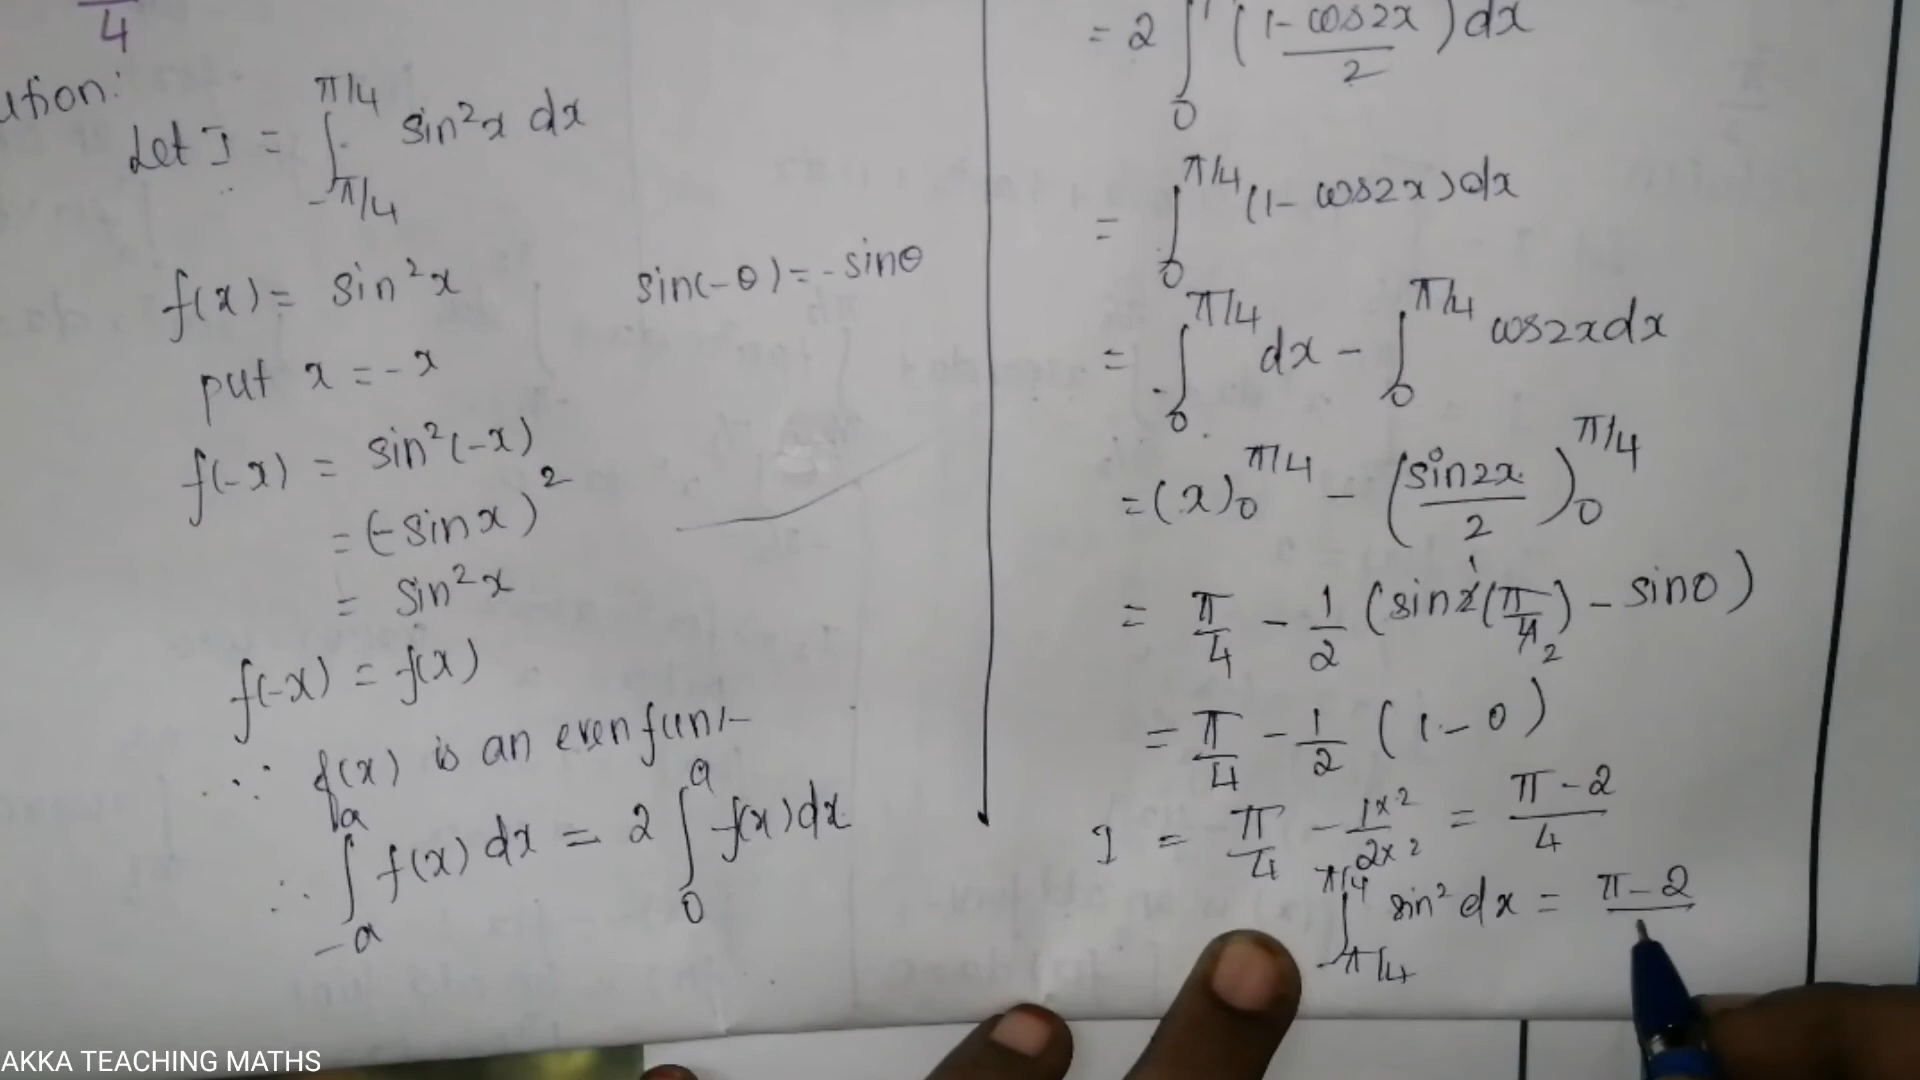 4
ution:
Let I = ∫_{-π/4}^{π/4} sin²x dx
f(x) = sin²x sin(-θ) = -sinθ
put x = -x
f(-x) = sin²(-x)
= (-sinx)²
= sin²x
f(-x) = f(x)
∵ f(x) is an even fun/-
∴ ∫_{-a}^{a} f(x) dx = 2 ∫_{0}^{a} f(x) dx
= 2 ∫_{0} (1-cos2x / 2) dx
= ∫_{0}^{π/4} (1- cos2x) dx
= ∫_{0}^{π/4} dx - ∫_{0}^{π/4} cos2x dx
= (x)_{0}^{π/4} - (sin2x / 2)_{0}^{π/4}
= π/4 - 1/2 (sin2(π/4) - sin0)
= π/4 - 1/2 (1-0)
I = π/4 - 1×2 / 2×2 = π-2 / 4
∫_{-π/4}^{π/4} sin² dx = π-2
AKKA TEACHING MATHS